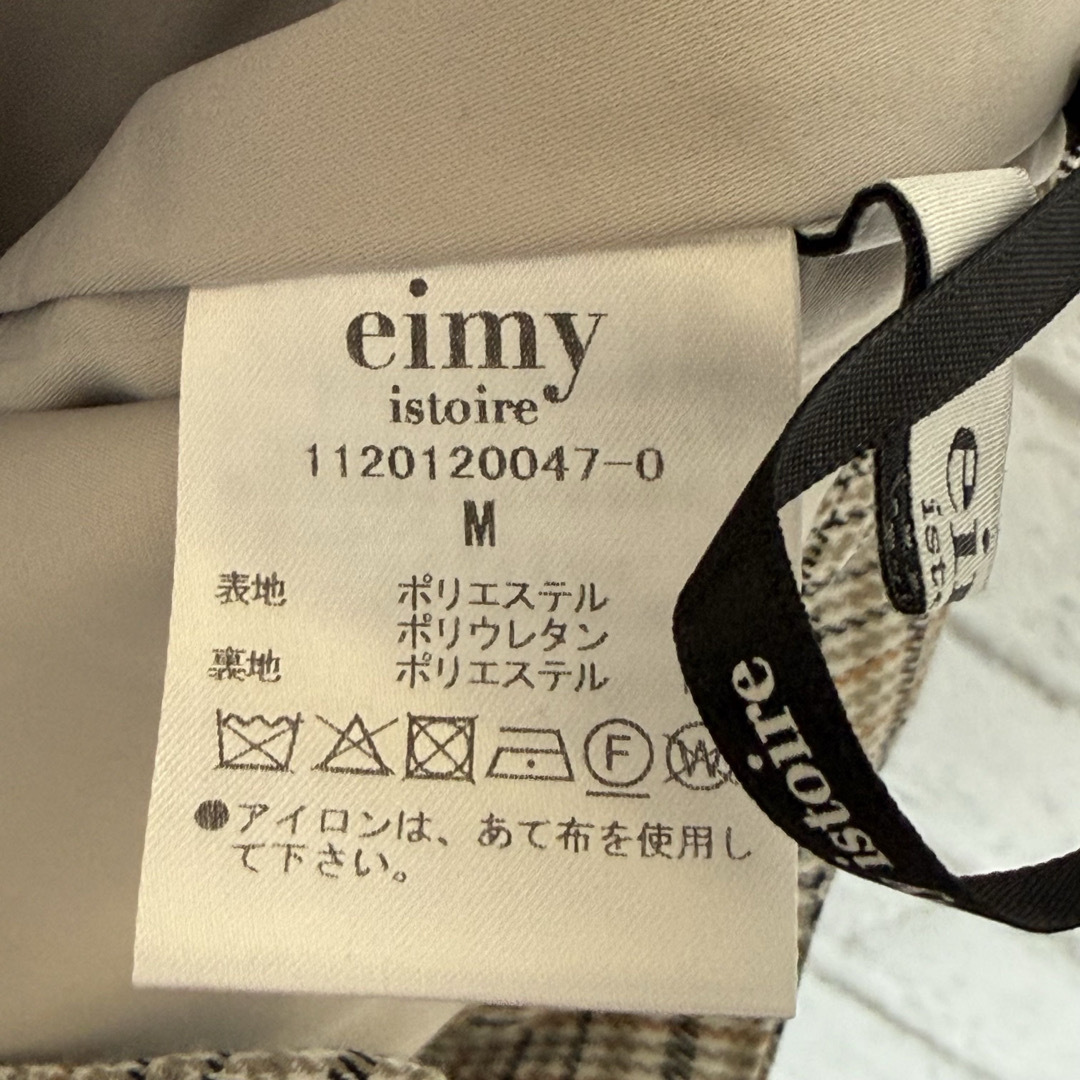 eimy
istoire
1120120047-0
M
表地 ポリエステル
ポリウレタン
裏地 ポリエステル
F W
●アイロンは、あて布を使用し
て下さい。
istoire